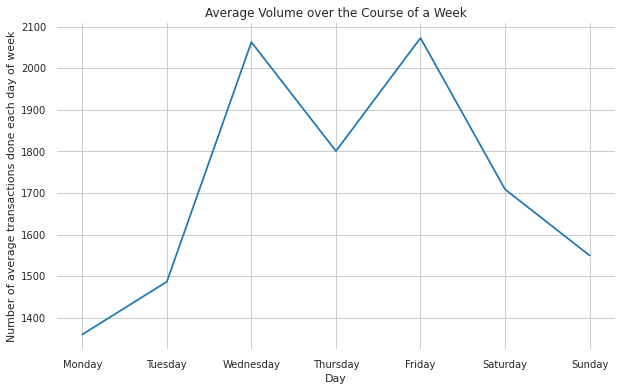 Average Volume over the Course of a Week
Number of average transactions done each day of week
2100
2000
1900
1800
1700
1600
1500
1400
Monday Tuesday Wednesday Thursday Friday Saturday Sunday
Day